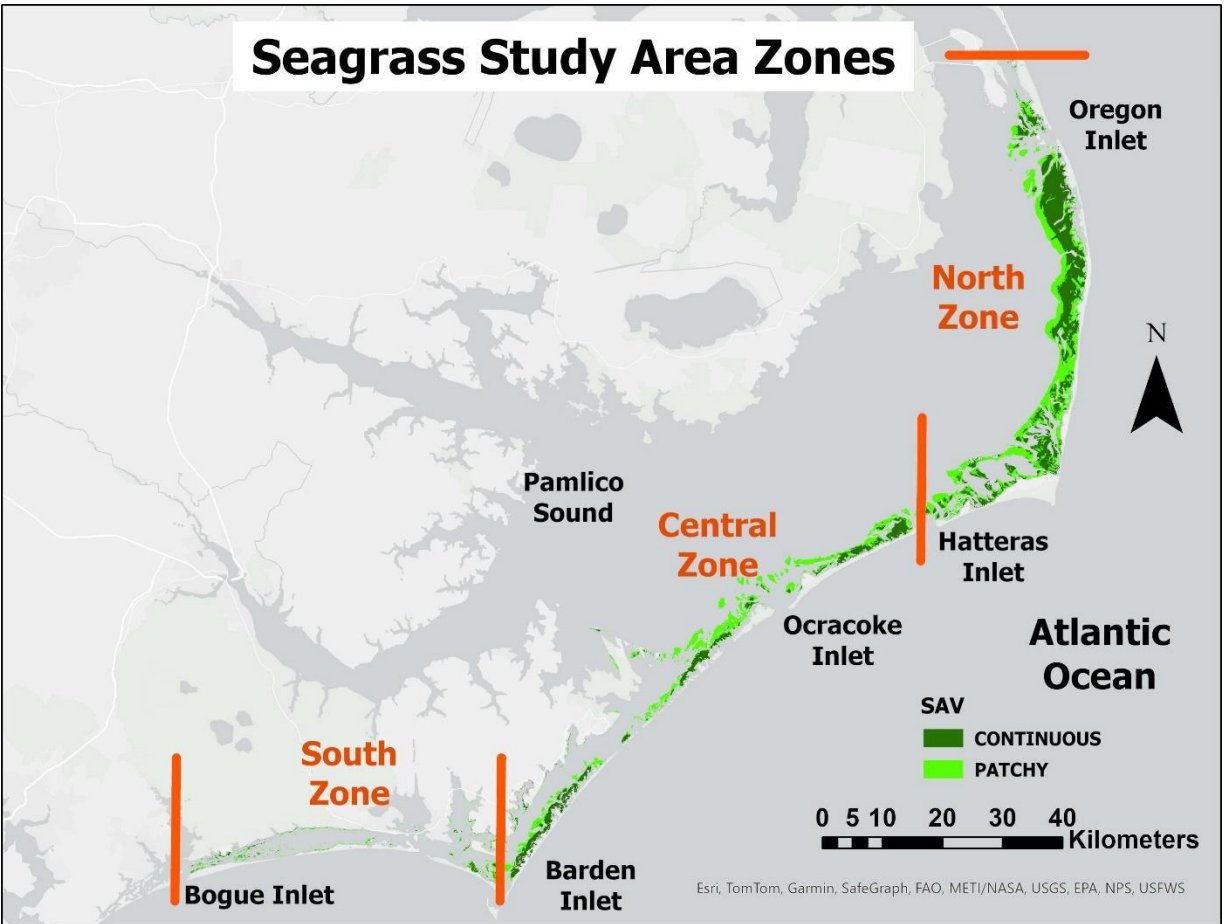 Seagrass Study Area Zones
Oregon
Inlet
North
Zone
N
Pamlico
Sound
Central
Zone
Hatteras
Inlet
Ocracoke
Inlet
Atlantic
Ocean
SAV
CONTINUOUS
PATCHY
South
Zone
0 5 10 20 30 40
Kilometers
Bogue Inlet
Barden
Inlet
Esri, TomTom, Garmin, SafeGraph, FAO, METI/NASA, USGS, EPA, NPS, USFWS